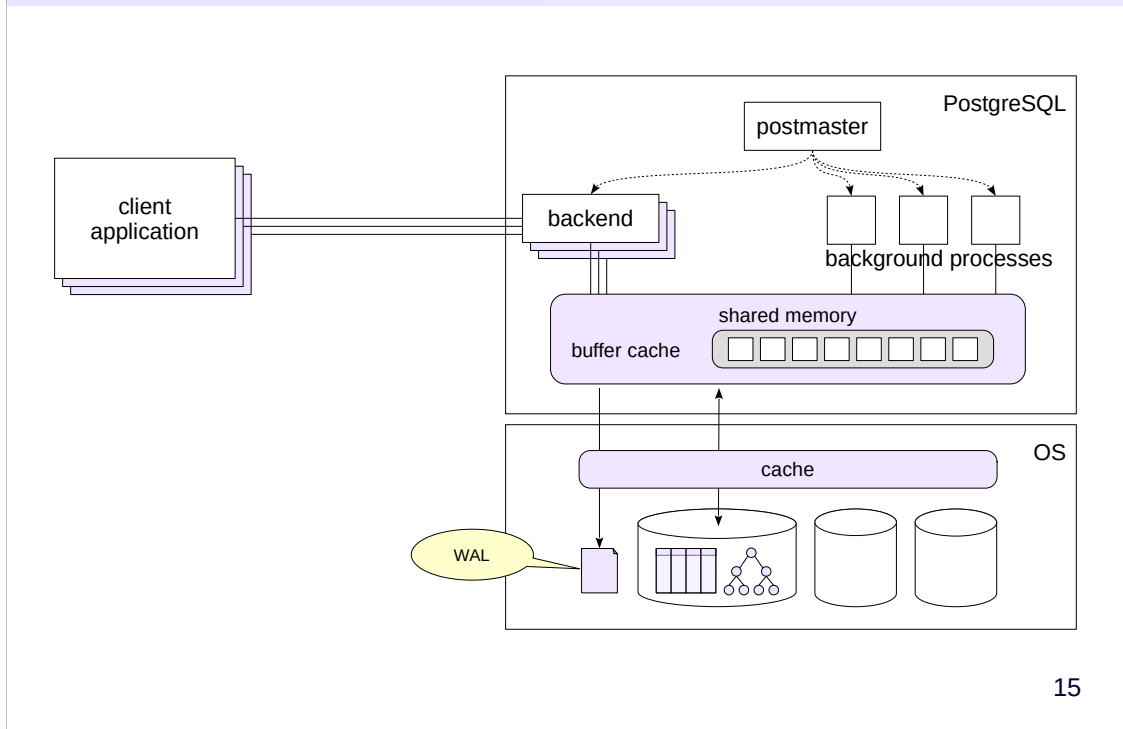 PostgreSQL
postmaster
client
application
backend
background processes
shared memory
buffer cache
OS
cache
WAL
15